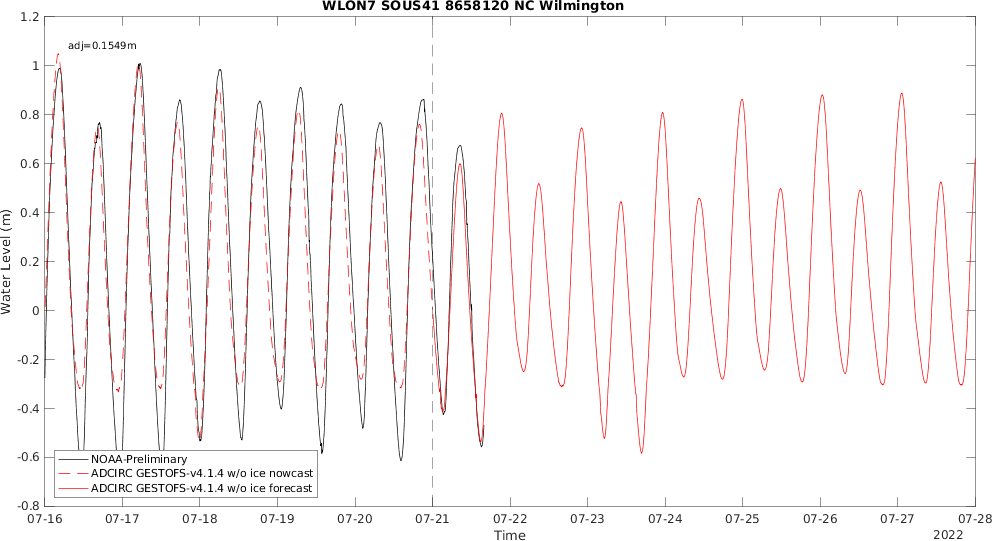 WLON7 SOUS41 8658120 NC Wilmington
adj=0.1549m
1.2
1
0.8
0.6
0.4
0.2
0
-0.2
-0.4
-0.6
-0.8
Water Level (m)
NOAA-Preliminary
ADCIRC GESTOFS-v4.1.4 w/o ice nowcast
ADCIRC GESTOFS-v4.1.4 w/o ice forecast
07-16 07-17 07-18 07-19 07-20 07-21 07-22 07-23 07-24 07-25 07-26 07-27 07-28
Time
2022